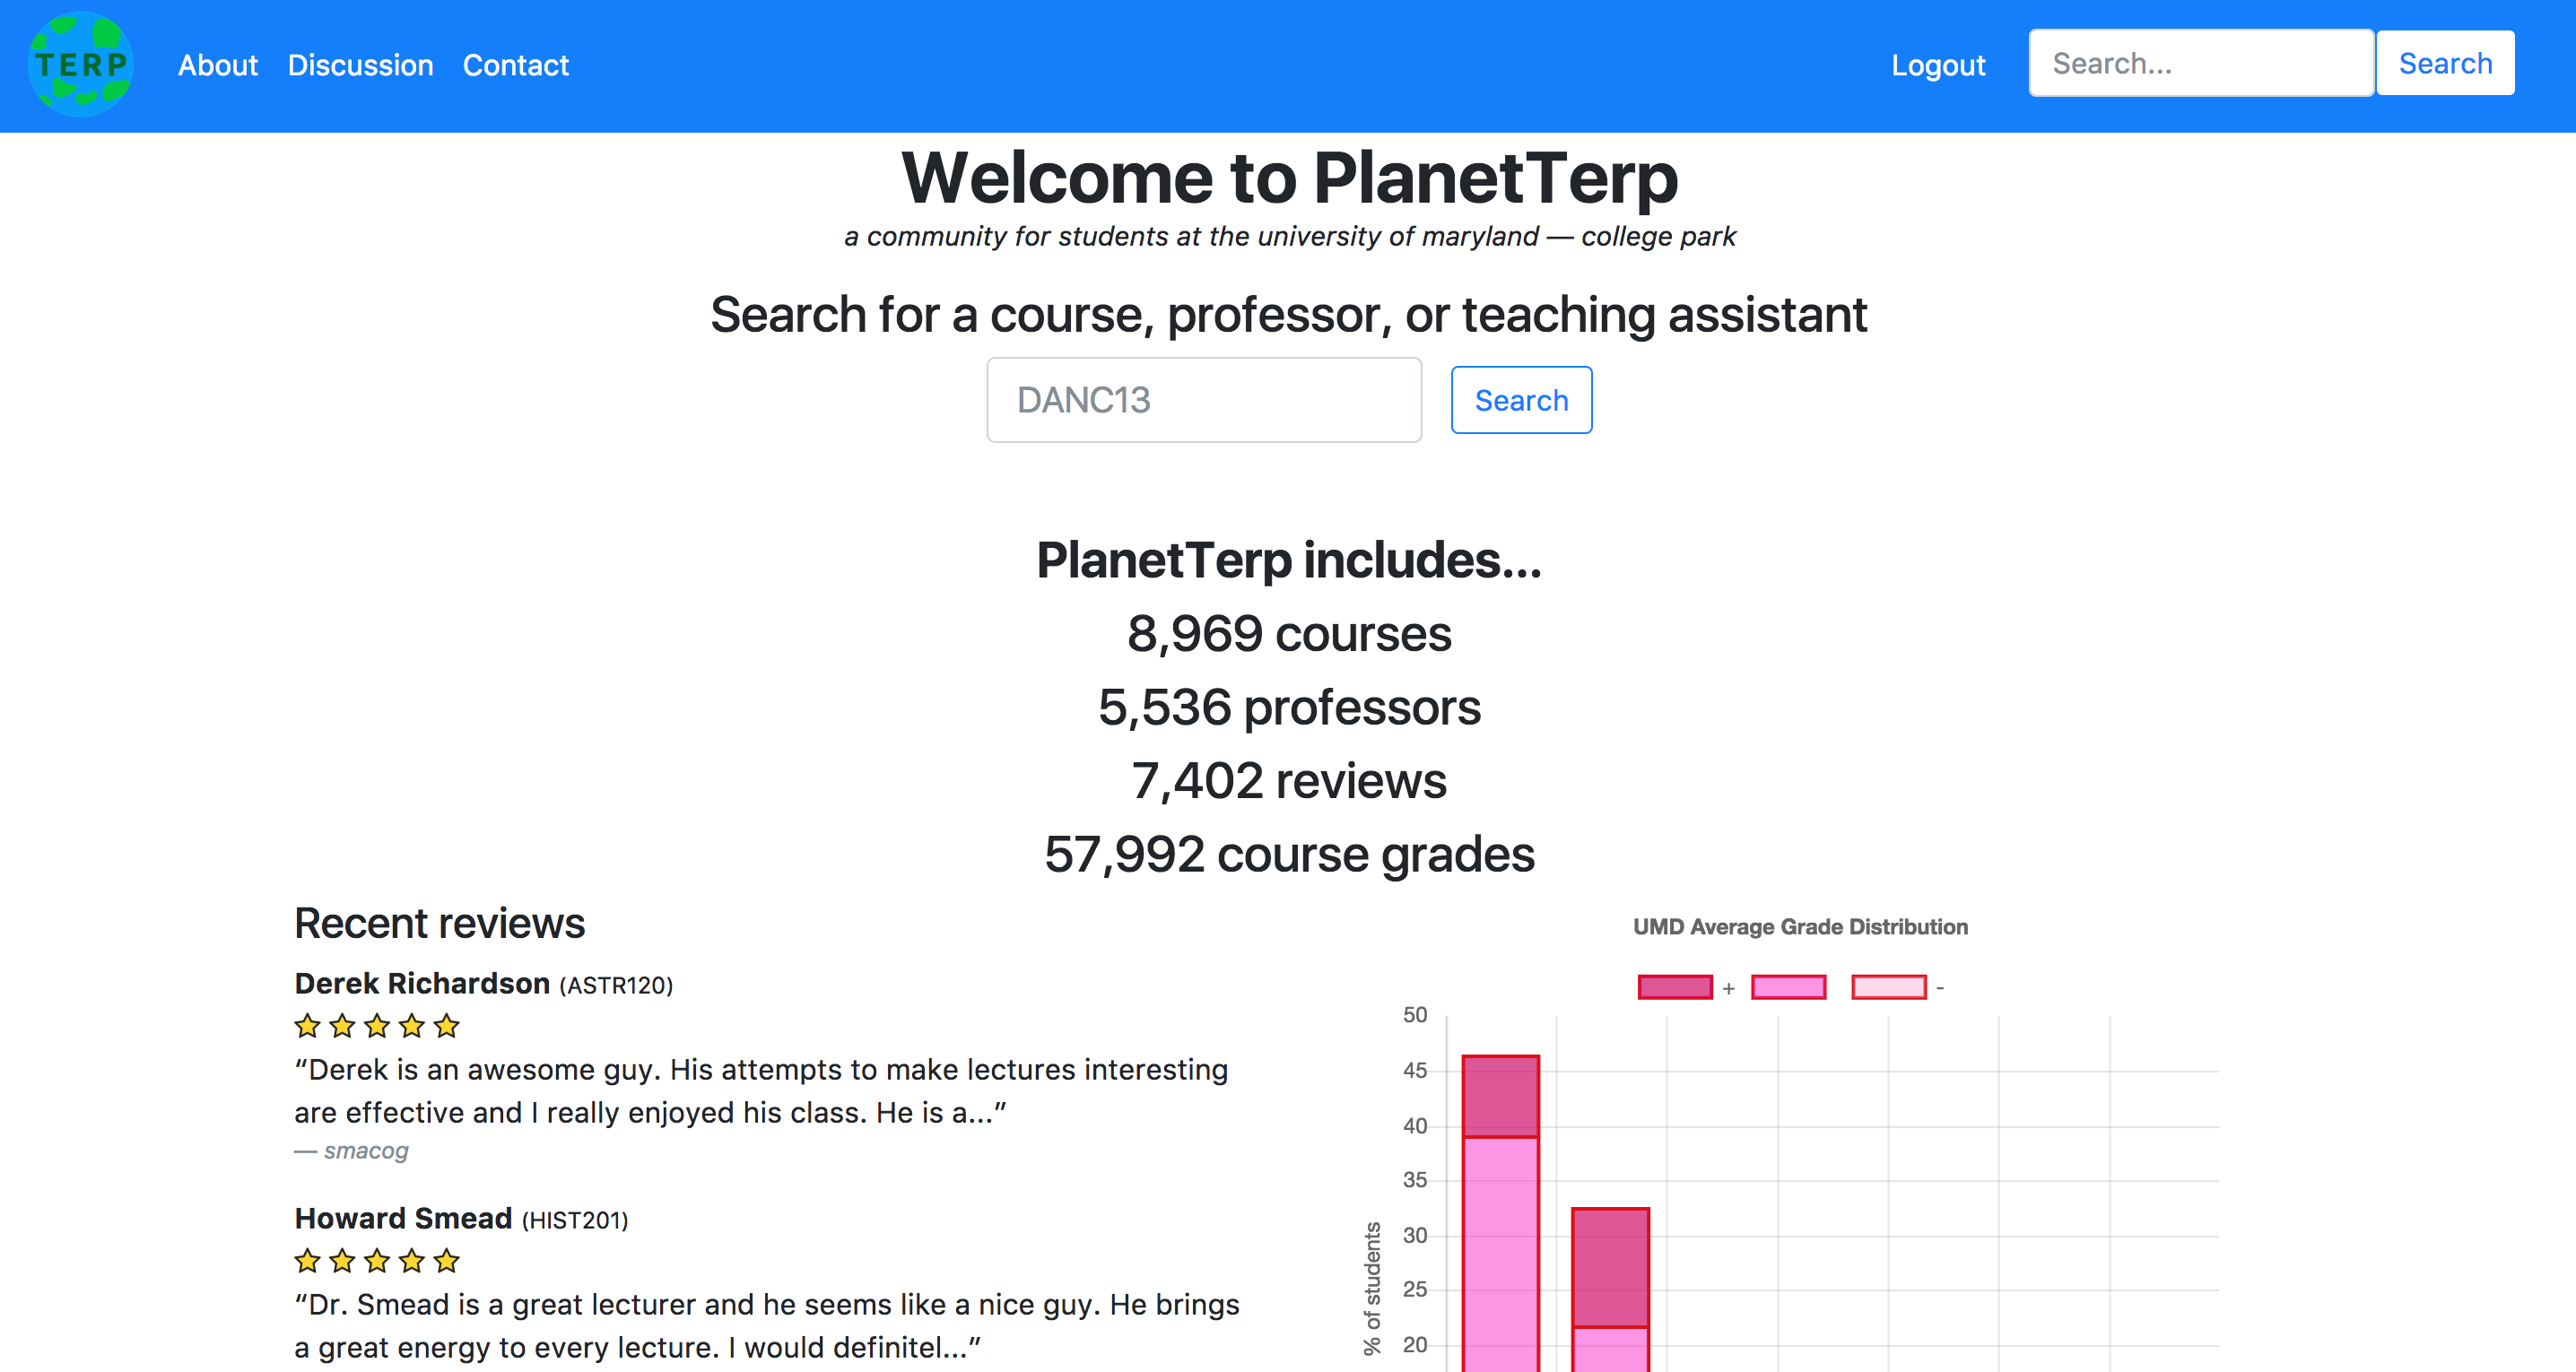 TERP
About Discussion Contact
Logout Search... Search
Welcome to PlanetTerp
a community for students at the university of maryland — college park
Search for a course, professor, or teaching assistant
DANC13 Search
PlanetTerp includes...
8,969 courses
5,536 professors
7,402 reviews
57,992 course grades
Recent reviews
Derek Richardson (ASTR120)
“Derek is an awesome guy. His attempts to make lectures interesting
are effective and I really enjoyed his class. He is a...”
— smacog
Howard Smead (HIST201)
“Dr. Smead is a great lecturer and he seems like a nice guy. He brings
a great energy to every lecture. I would definitel...”
UMD Average Grade Distribution
+ -
50
45
40
35
30
25
20
% of students